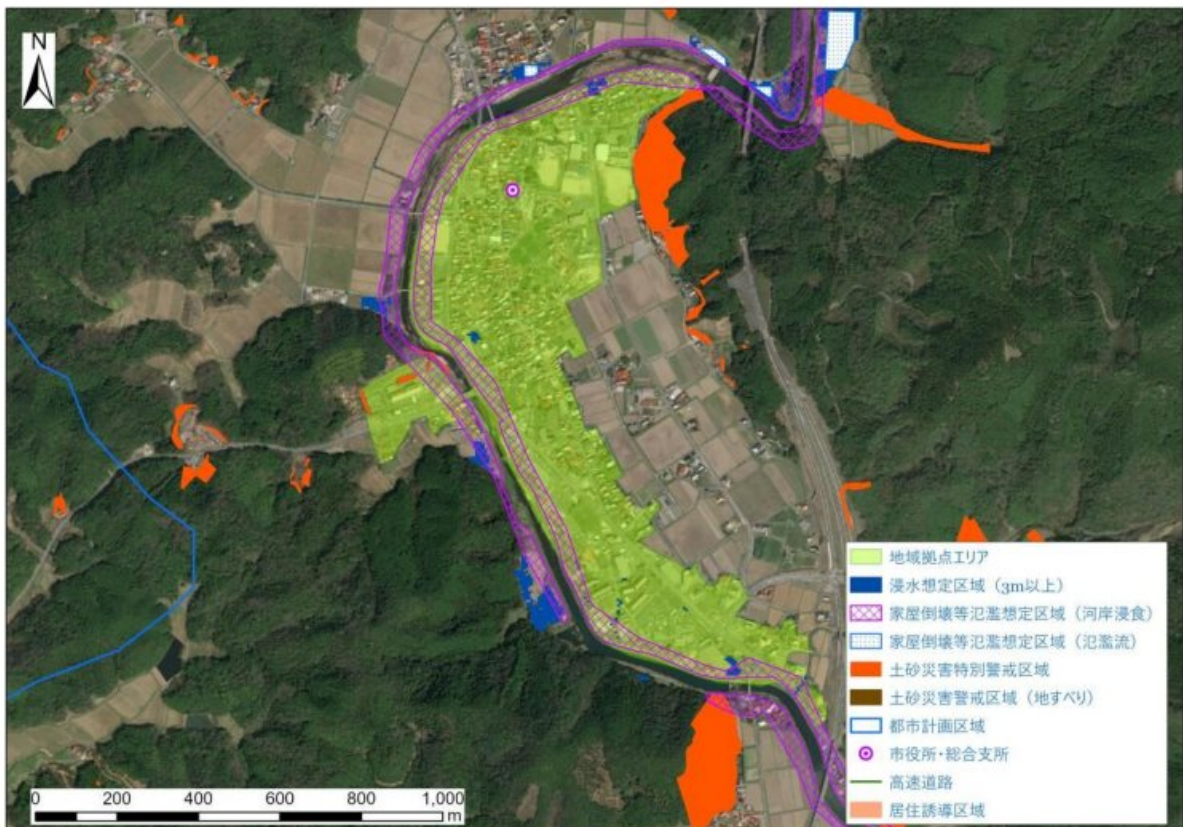 N
地域拠点エリア
浸水想定区域（3m以上）
家屋倒壊等氾濫想定区域（河岸浸食）
家屋倒壊等氾濫想定区域（氾濫流）
土砂災害特別警戒区域
土砂災害警戒区域（地すべり）
都市計画区域
市役所・総合支所
高速道路
居住誘導区域
0 200 400 600 800 1,000
m